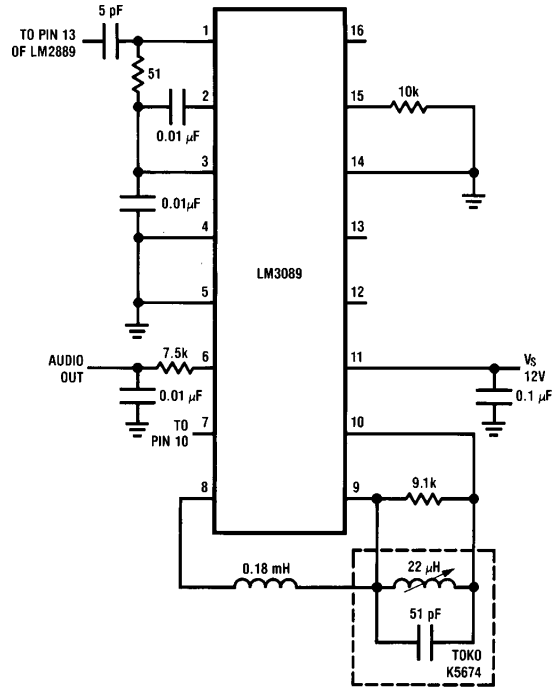 5 pF
TO PIN 13
OF LM2889
1
16
51
2
15
10k
0.01 μF
3
14
0.01μF
4
13
LM3089
5
12
AUDIO
OUT
7.5k
6
11
VS
12V
0.01 μF
0.1 μF
TO
PIN 10
7
10
8
9
9.1k
0.18 mH
22 μH
51 pF
TOKO
K5674